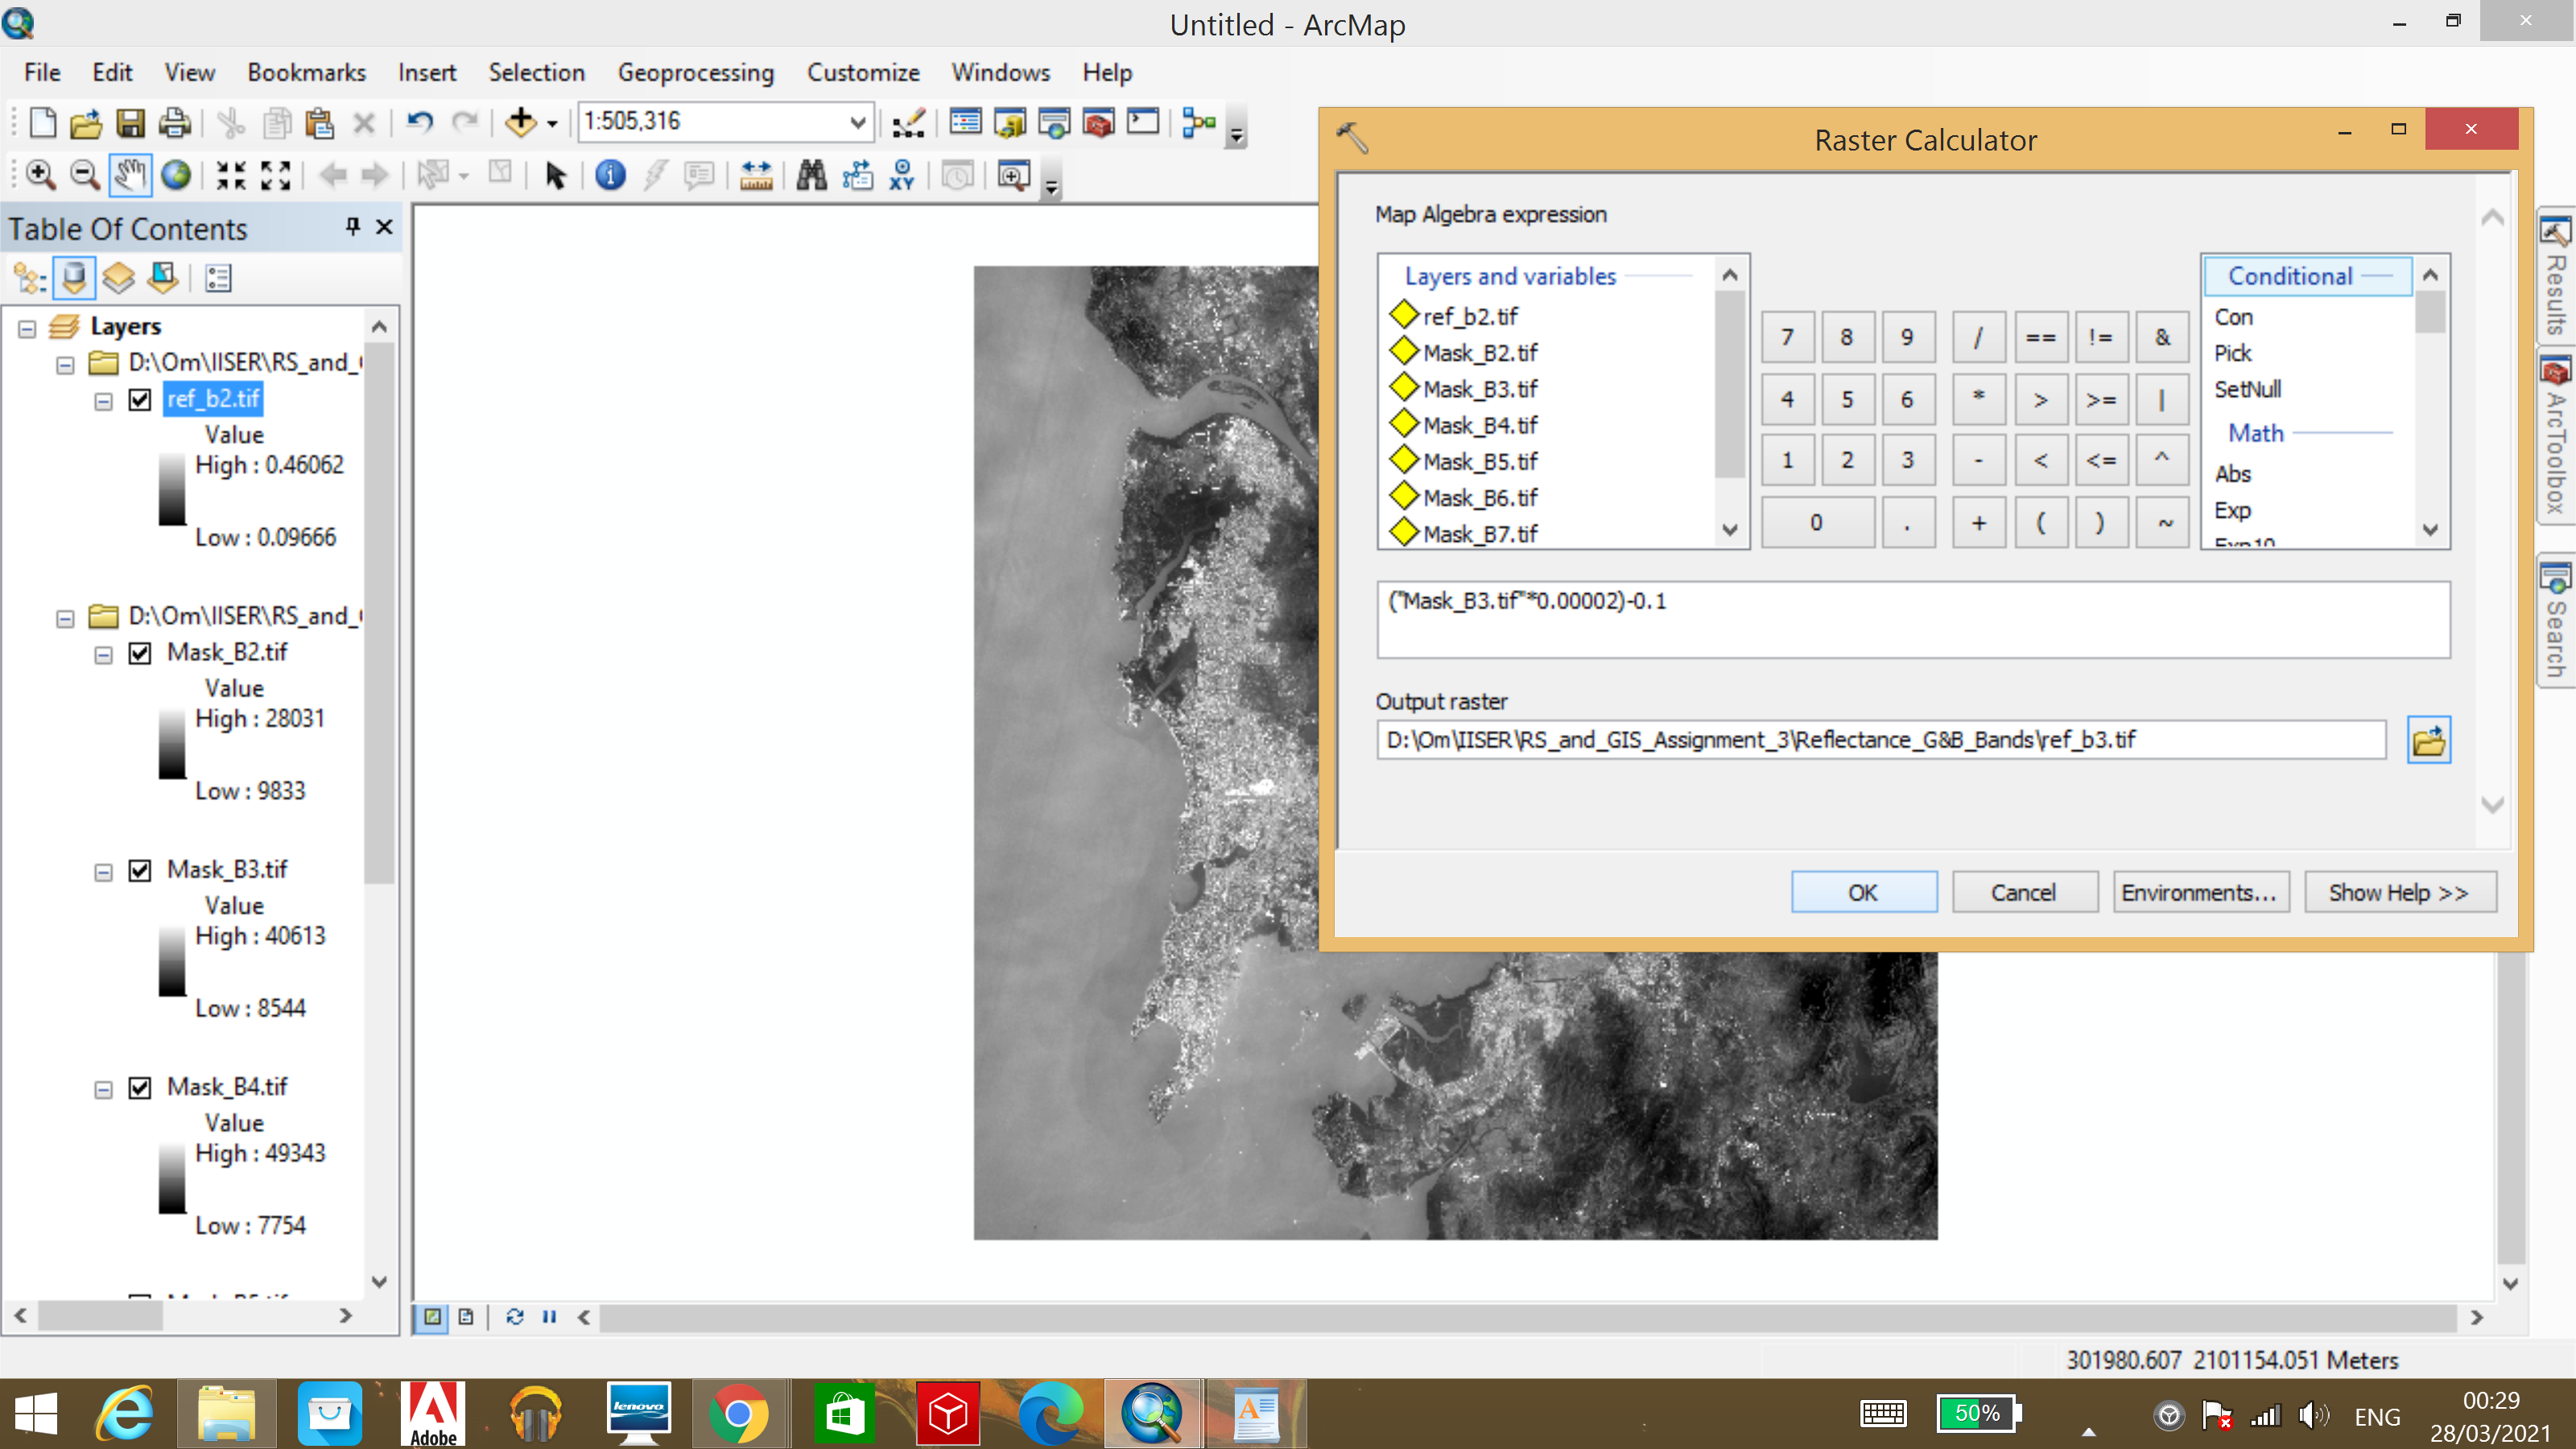 Untitled - ArcMap
File Edit View Bookmarks Insert Selection Geoprocessing Customize Windows Help
1:505,316
Table Of Contents
Layers
D:\Om\IISER\RS_and_
ref_b2.tif
Value
High : 0.46062
Low : 0.09666
D:\Om\IISER\RS_and_
Mask_B2.tif
Value
High : 28031
Low : 9833
Mask_B3.tif
Value
High : 40613
Low : 8544
Mask_B4.tif
Value
High : 49343
Low : 7754
Raster Calculator
Map Algebra expression
Layers and variables
ref_b2.tif
Mask_B2.tif
Mask_B3.tif
Mask_B4.tif
Mask_B5.tif
Mask_B6.tif
Mask_B7.tif
7 8 9 / == != &
4 5 6 * > >= |
1 2 3 - < <= ^
0 . + ( ) ~
Conditional
Con
Pick
SetNull
Math
Abs
Exp
Exp10
("Mask_B3.tif"*0.00002)-0.1
Output raster
D:\Om\IISER\RS_and_GIS_Assignment_3\Reflectance_G&B_Bands\ref_b3.tif
OK Cancel Environments... Show Help >>
Results
ArcToolbox
Search
301980.607 2101154.051 Meters
Adobe
lenovo
50%
ENG
00:29
28/03/2021